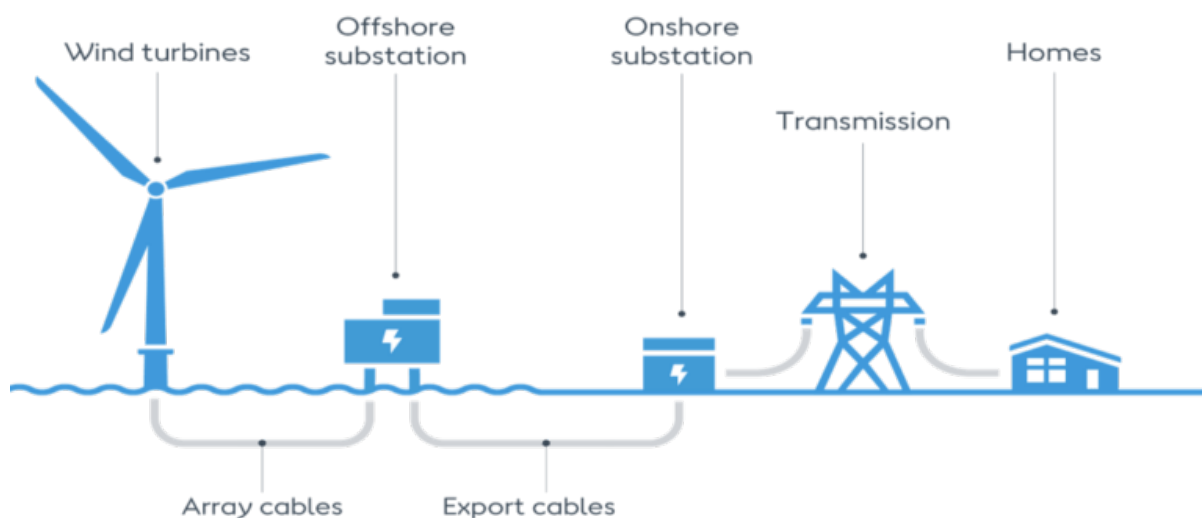 Wind turbines
Offshore
substation
Onshore
substation
Homes
Transmission
Array cables
Export cables